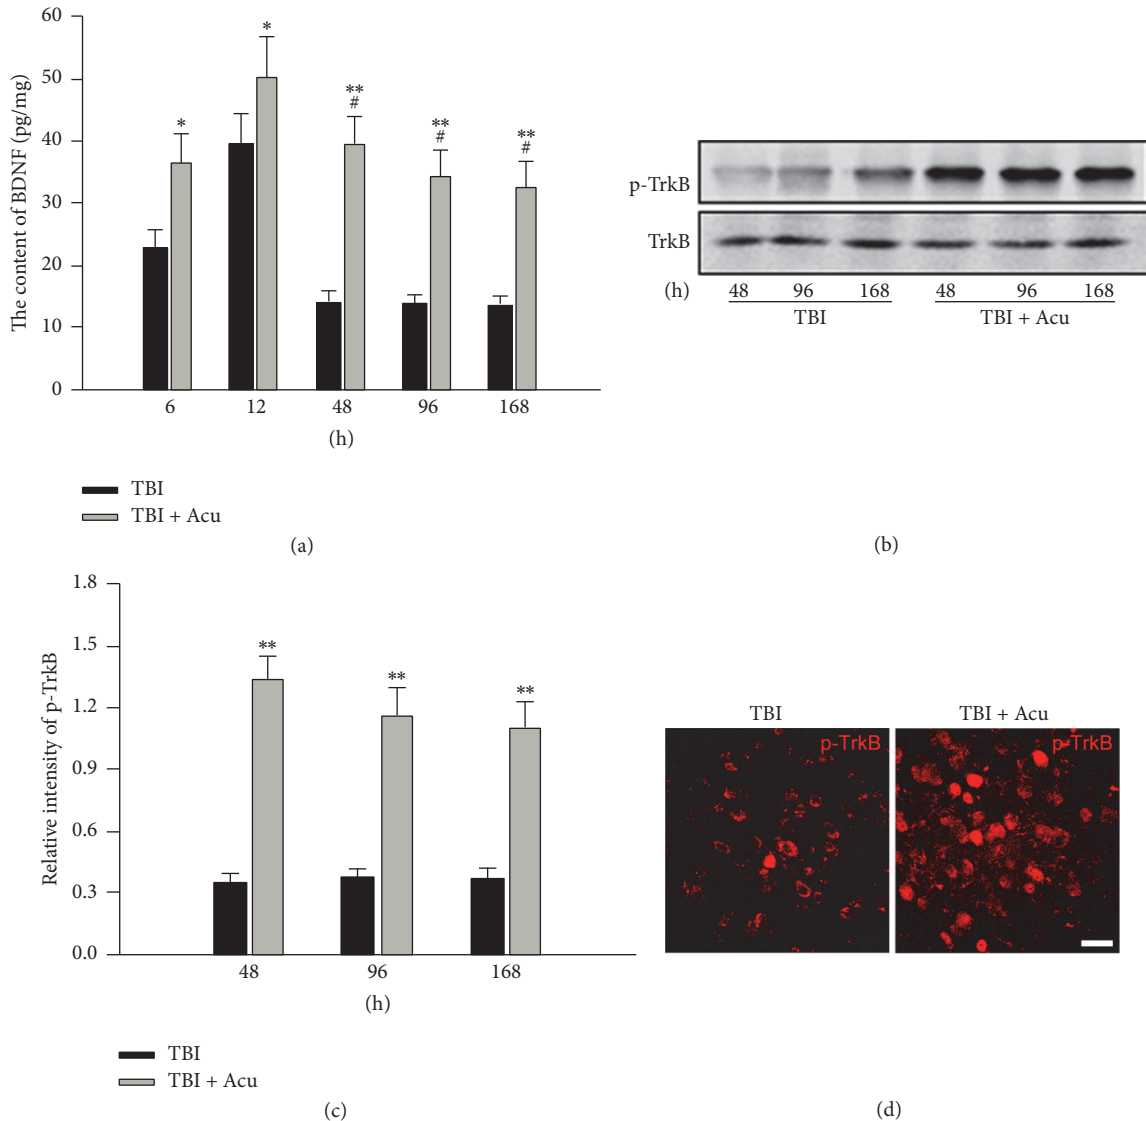 60
50
40
30
20
10
0
The content of BDNF (pg/mg)
*
*
**
#
**
#
**
#
6 12 48 96 168
(h)
TBI
TBI + Acu
(a)
p-TrkB
TrkB
(h) 48 96 168 48 96 168
TBI TBI + Acu
(b)
1.8
1.5
1.2
0.9
0.6
0.3
0.0
Relative intensity of p-TrkB
**
**
**
48 96 168
(h)
TBI
TBI + Acu
(c)
TBI TBI + Acu
p-TrkB p-TrkB
(d)